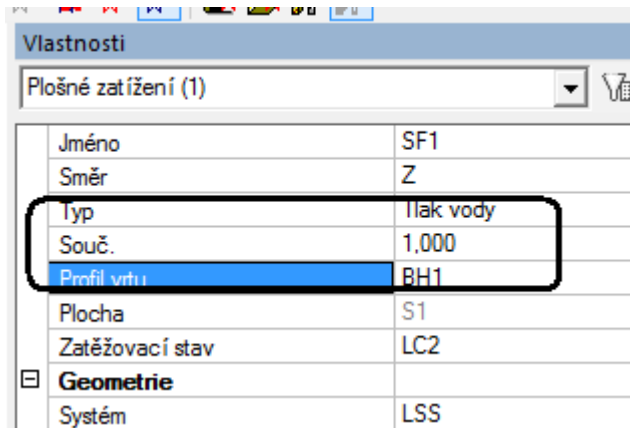 Vlastnosti
Plošné zatížení (1)
Jméno SF1
Směr Z
Typ Tlak vody
Souč. 1,000
Profil vrtu BH1
Plocha S1
Zatěžovací stav LC2
Geometrie
Systém LSS